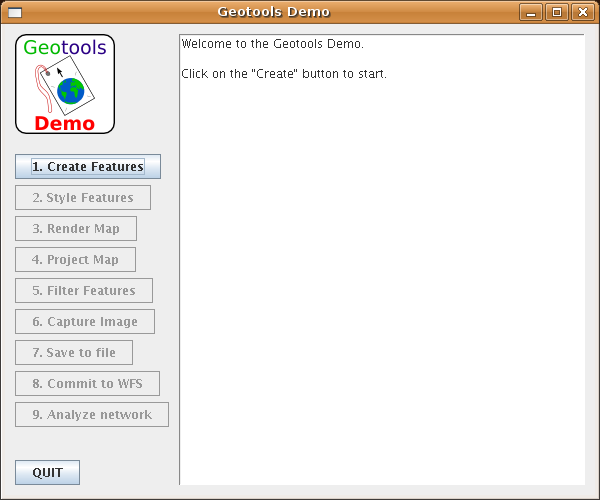 Geotools Demo
Geotools
Demo
Welcome to the Geotools Demo.
Click on the "Create" button to start.
1. Create Features
2. Style Features
3. Render Map
4. Project Map
5. Filter Features
6. Capture Image
7. Save to file
8. Commit to WFS
9. Analyze network
QUIT